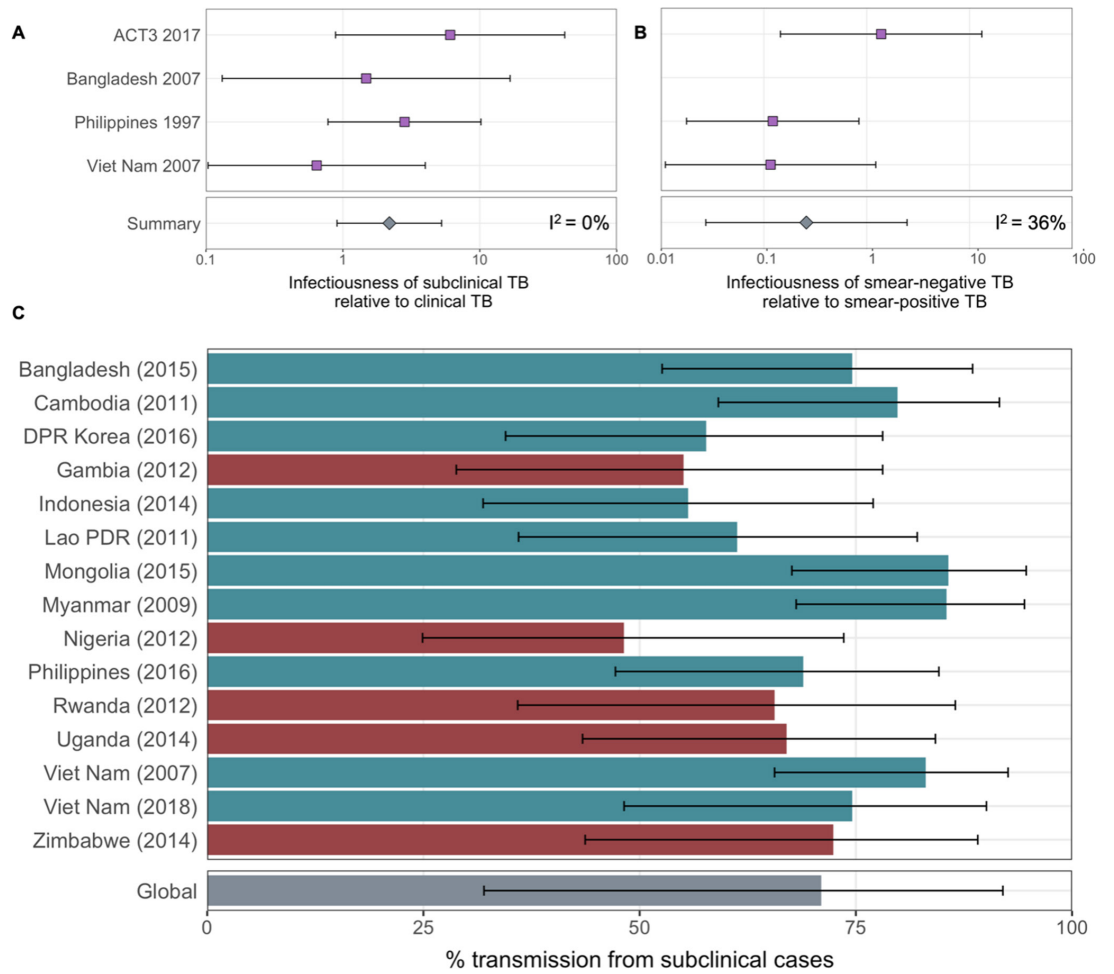 A
ACT3 2017
Bangladesh 2007
Philippines 1997
Viet Nam 2007
Summary
I² = 0%
0.1 1 10 100
Infectiousness of subclinical TB
relative to clinical TB
B
I² = 36%
0.01 0.1 1 10 100
Infectiousness of smear-negative TB
relative to smear-positive TB
C
Bangladesh (2015)
Cambodia (2011)
DPR Korea (2016)
Gambia (2012)
Indonesia (2014)
Lao PDR (2011)
Mongolia (2015)
Myanmar (2009)
Nigeria (2012)
Philippines (2016)
Rwanda (2012)
Uganda (2014)
Viet Nam (2007)
Viet Nam (2018)
Zimbabwe (2014)
Global
0 25 50 75 100
% transmission from subclinical cases